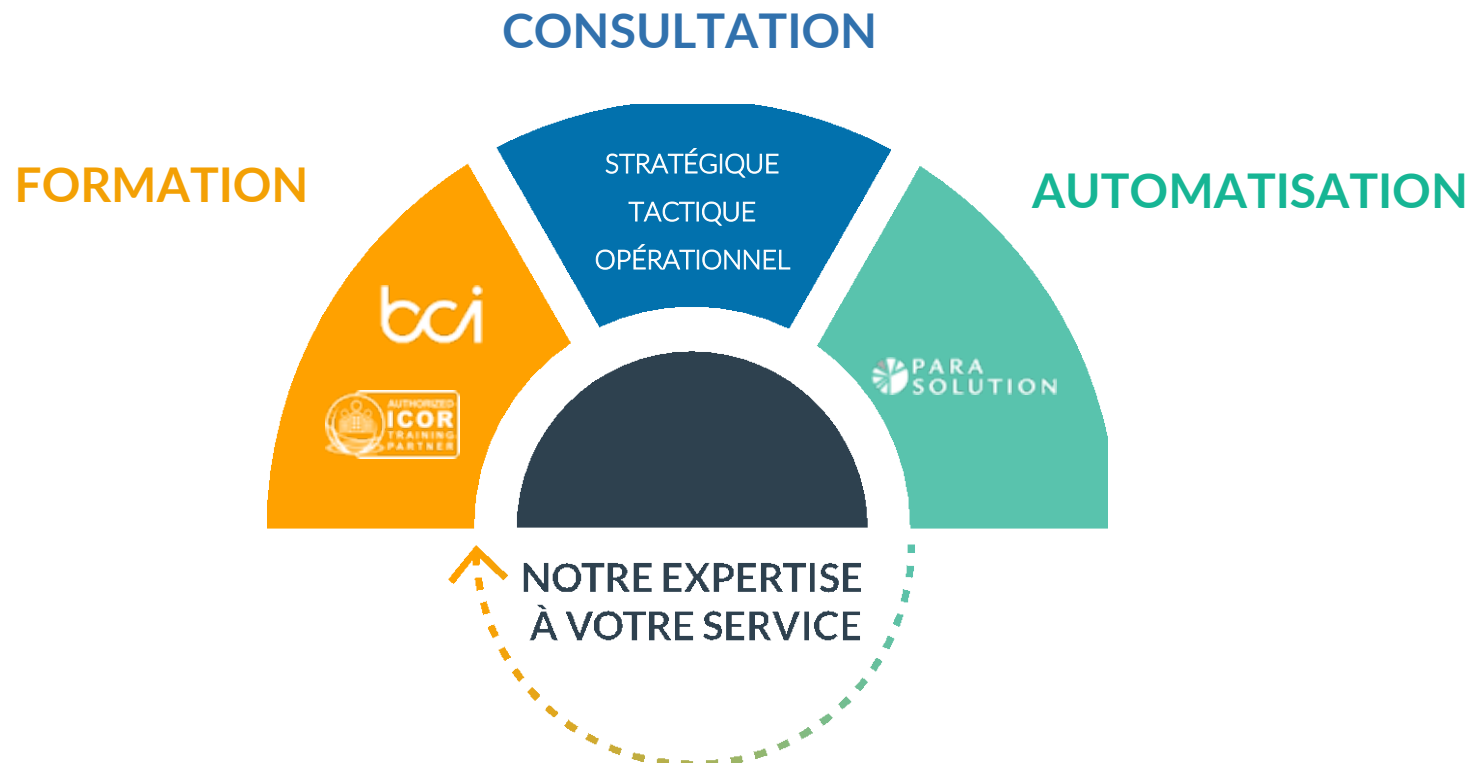 CONSULTATION
FORMATION
AUTOMATISATION
STRATÉGIQUE
TACTIQUE
OPÉRATIONNEL
bci
AUTHORIZED
ICOR
TRAINING
PARTNER
PARA
SOLUTION
NOTRE EXPERTISE
À VOTRE SERVICE